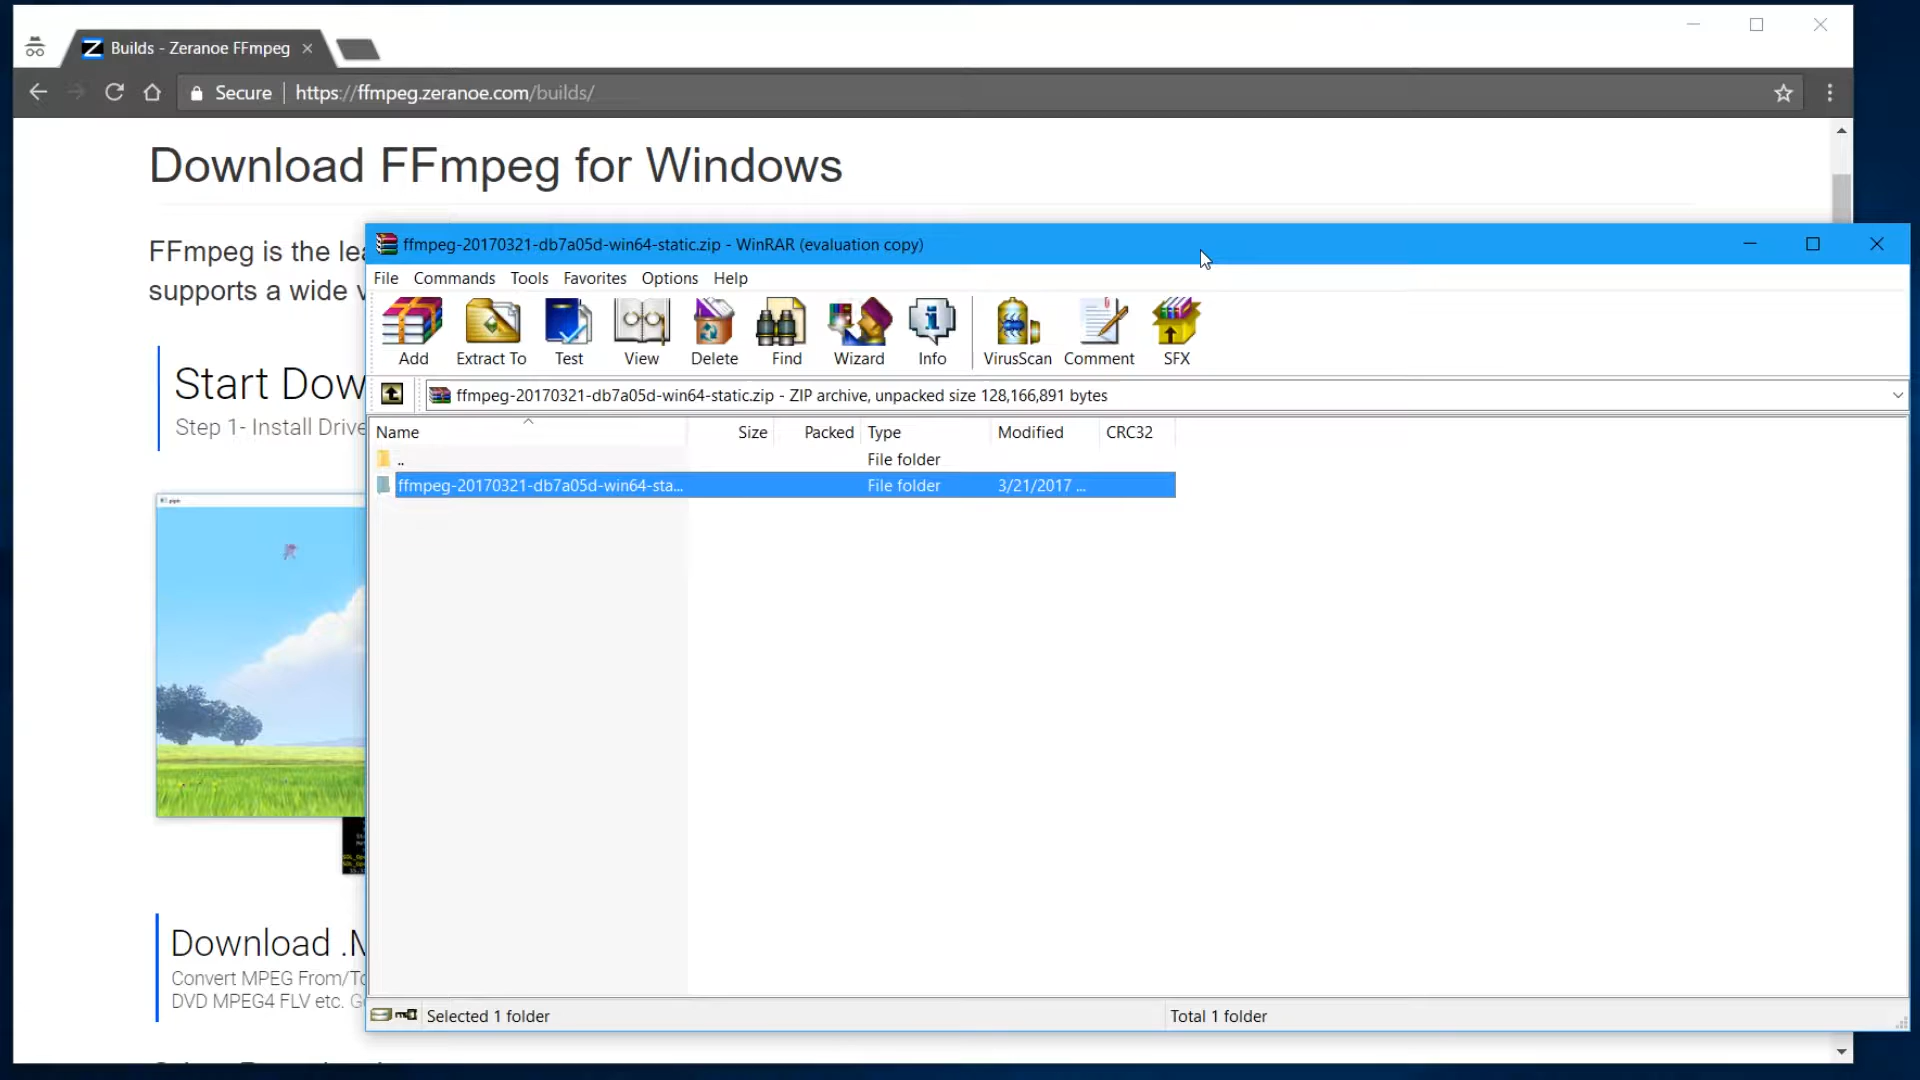 Builds - Zeranoe FFmpeg
Secure
https://ffmpeg.zeranoe.com/builds/
Download FFmpeg for Windows
FFmpeg is the lea
supports a wide v
Start Dow
Step 1- Install Drive
Download .M
Convert MPEG From/To
DVD MPEG4 FLV etc. G
ffmpeg-20170321-db7a05d-win64-static.zip - WinRAR (evaluation copy)
File Commands Tools Favorites Options Help
Add Extract To Test View Delete Find Wizard Info VirusScan Comment SFX
ffmpeg-20170321-db7a05d-win64-static.zip - ZIP archive, unpacked size 128,166,891 bytes
Name Size Packed Type Modified CRC32
.. File folder
ffmpeg-20170321-db7a05d-win64-sta... File folder 3/21/2017 ...
Selected 1 folder Total 1 folder